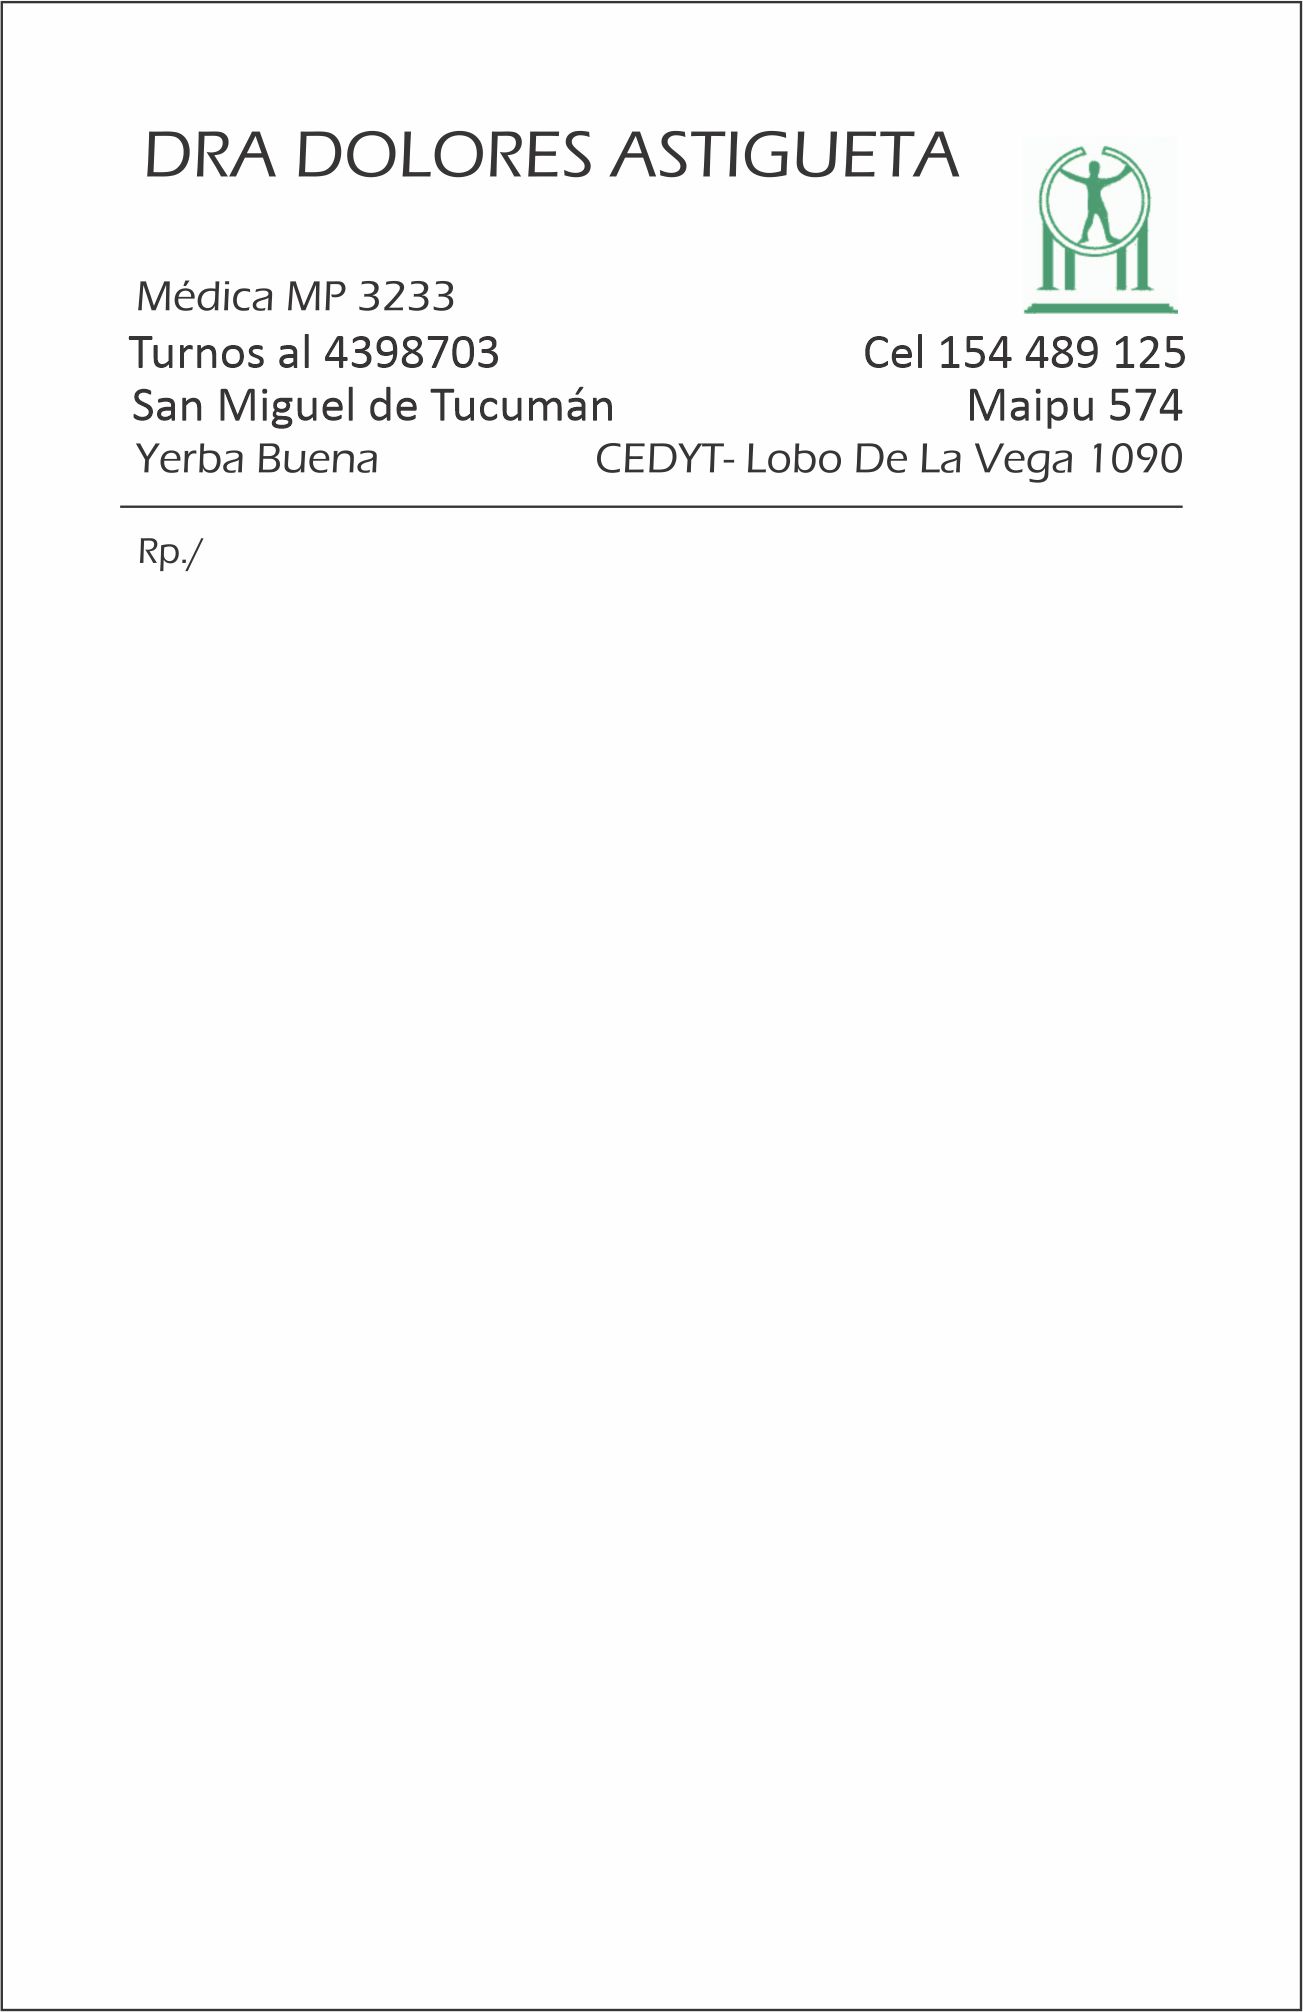 DRA DOLORES ASTIGUETA
Médica MP 3233
Turnos al 4398703 Cel 154 489 125
San Miguel de Tucumán Maipu 574
Yerba Buena CEDYT- Lobo De La Vega 1090
Rp./